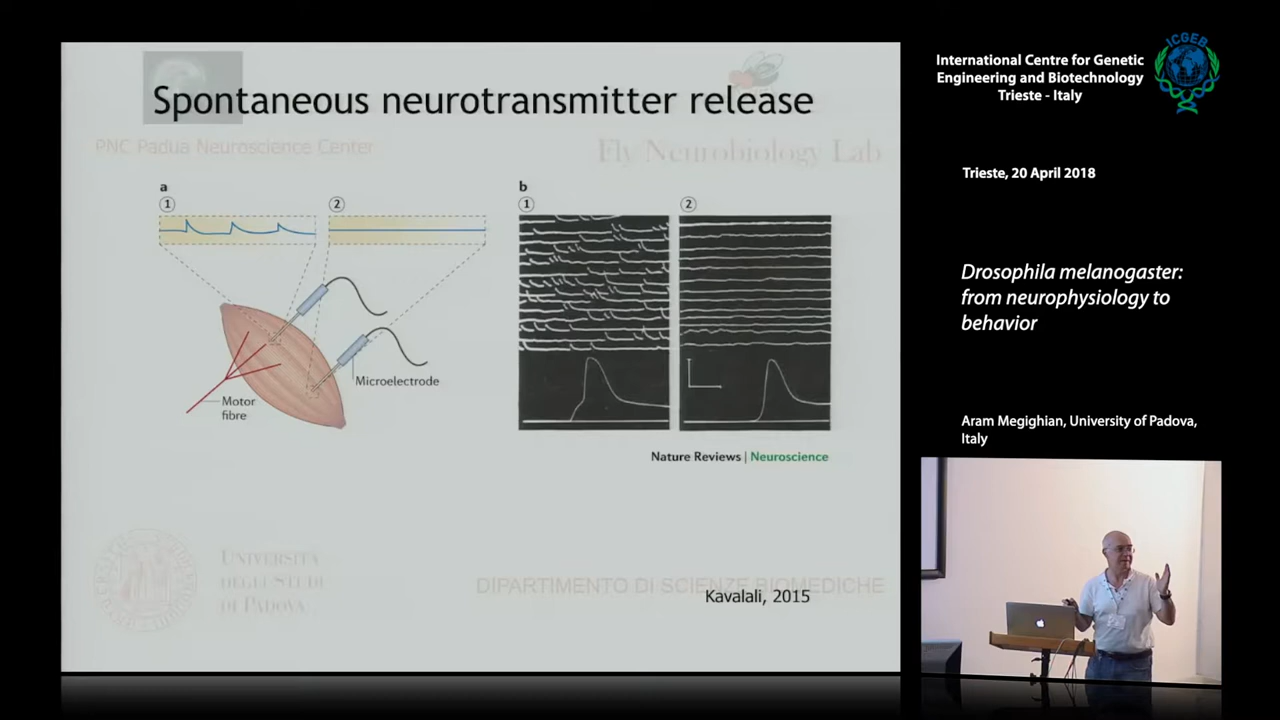 Spontaneous neurotransmitter release
PNC Padua Neuroscience Center
Fly Neurobiology Lab
a
1
2
b
1
2
Microelectrode
Motor
fibre
Nature Reviews | Neuroscience
UNIVERSITÀ
DEGLI STUDI
DI PADOVA
DIPARTIMENTO DI SCIENZE BIOMEDICHE
Kavalali, 2015
International Centre for Genetic
Engineering and Biotechnology
Trieste - Italy
ICGEB
Trieste, 20 April 2018
Drosophila melanogaster:
from neurophysiology to
behavior
Aram Megighian, University of Padova,
Italy